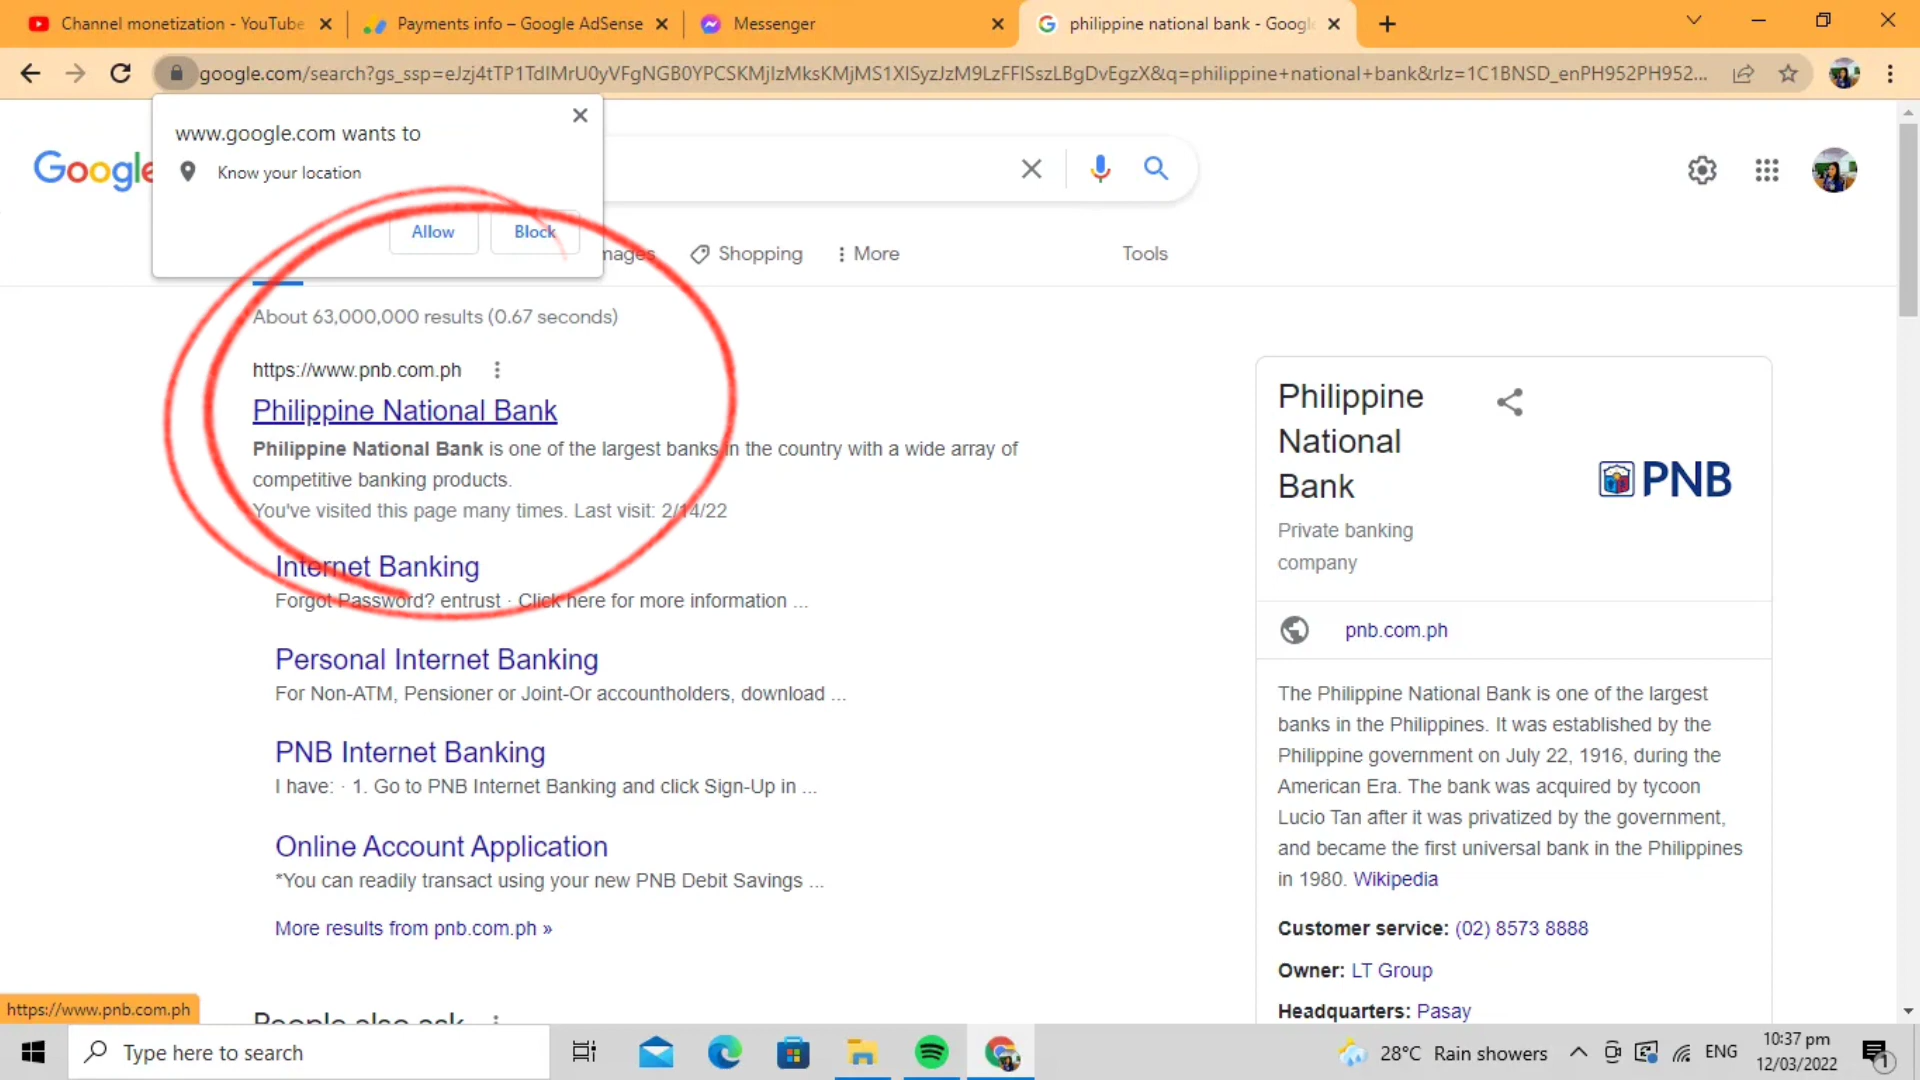 Channel monetization - YouTube
Payments info – Google AdSense
Messenger
philippine national bank - Google
google.com/search?gs_ssp=eJzj4tTP1TdIMrU0yVFgNGB0YPCSKMjIzMksKMjMS1XISyzJzM9LzFFISszLBgDvEgzX&q=philippine+national+bank&rlz=1C1BNSD_enPH952PH952...
www.google.com wants to
Know your location
Allow
Block
Google
Shopping
More
Tools
About 63,000,000 results (0.67 seconds)
https://www.pnb.com.ph
Philippine National Bank
Philippine National Bank is one of the largest banks in the country with a wide array of
competitive banking products.
You've visited this page many times. Last visit: 2/14/22
Internet Banking
Forgot Password? entrust · Click here for more information ...
Personal Internet Banking
For Non-ATM, Pensioner or Joint-Or accountholders, download ...
PNB Internet Banking
I have: · 1. Go to PNB Internet Banking and click Sign-Up in ...
Online Account Application
*You can readily transact using your new PNB Debit Savings ...
More results from pnb.com.ph »
People also ask
Philippine
National
Bank
PNB
Private banking
company
pnb.com.ph
The Philippine National Bank is one of the largest
banks in the Philippines. It was established by the
Philippine government on July 22, 1916, during the
American Era. The bank was acquired by tycoon
Lucio Tan after it was privatized by the government,
and became the first universal bank in the Philippines
in 1980. Wikipedia
Customer service: (02) 8573 8888
Owner: LT Group
Headquarters: Pasay
https://www.pnb.com.ph
Type here to search
28°C Rain showers
ENG
10:37 pm
12/03/2022
1